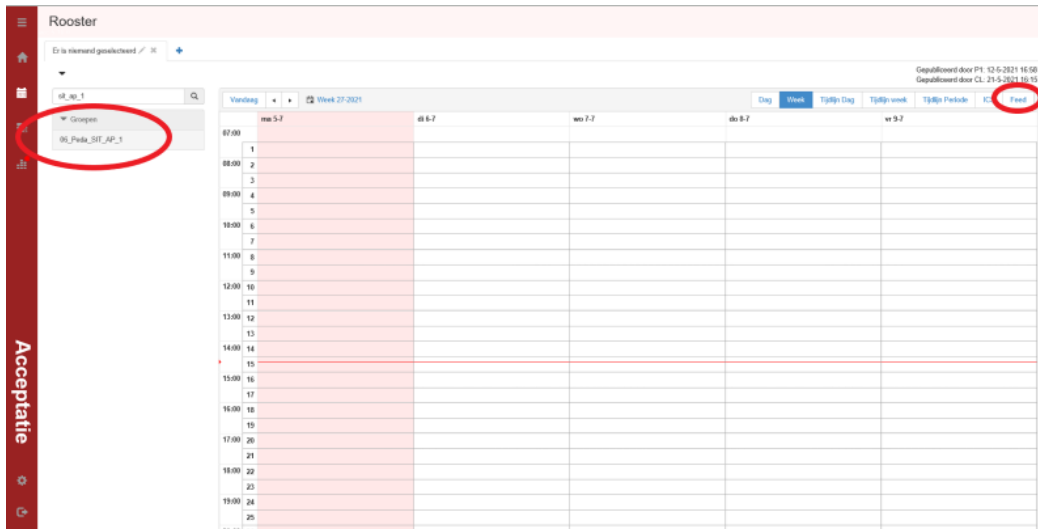 Rooster
Er is niemand geselecteerd
Gepubliceerd door P1: 12-5-2021 16:58
Gepubliceerd door CL: 21-5-2021 16:15
sit_ap_1
Vandaag Week 27-2021 Dag Week Tijdlijn Dag Tijdlijn week Tijdlijn Periode Feed
Groepen
06_Peda_SIT_AP_1
ma 5-7 di 6-7 wo 7-7 do 8-7 vr 9-7
07:00
1
08:00 2
3
09:00 4
5
10:00 6
7
11:00 8
9
12:00 10
11
13:00 12
13
14:00 14
15
15:00 16
17
16:00 18
19
17:00 20
21
18:00 22
23
19:00 24
25
Acceptatie